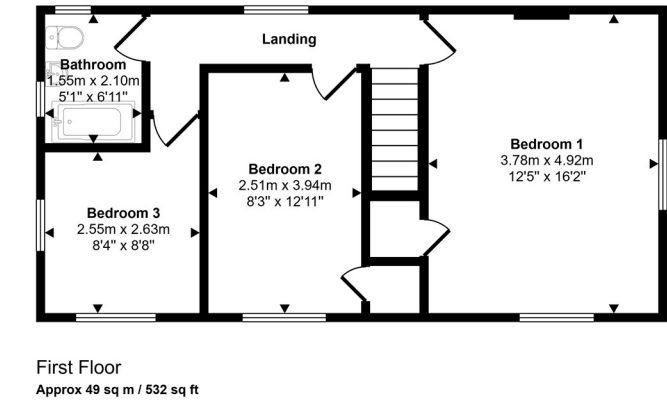 Landing
Bathroom
1.55m x 2.10m
5'1" x 6'11"
Bedroom 1
3.78m x 4.92m
12'5" x 16'2"
Bedroom 2
2.51m x 3.94m
8'3" x 12'11"
Bedroom 3
2.55m x 2.63m
8'4" x 8'8"
First Floor
Approx 49 sq m / 532 sq ft